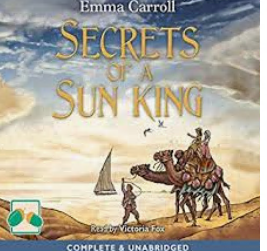 Emma Carroll
SECRETS
OF A
SUN KING
Read by Victoria Fox
COMPLETE & UNABRIDGED